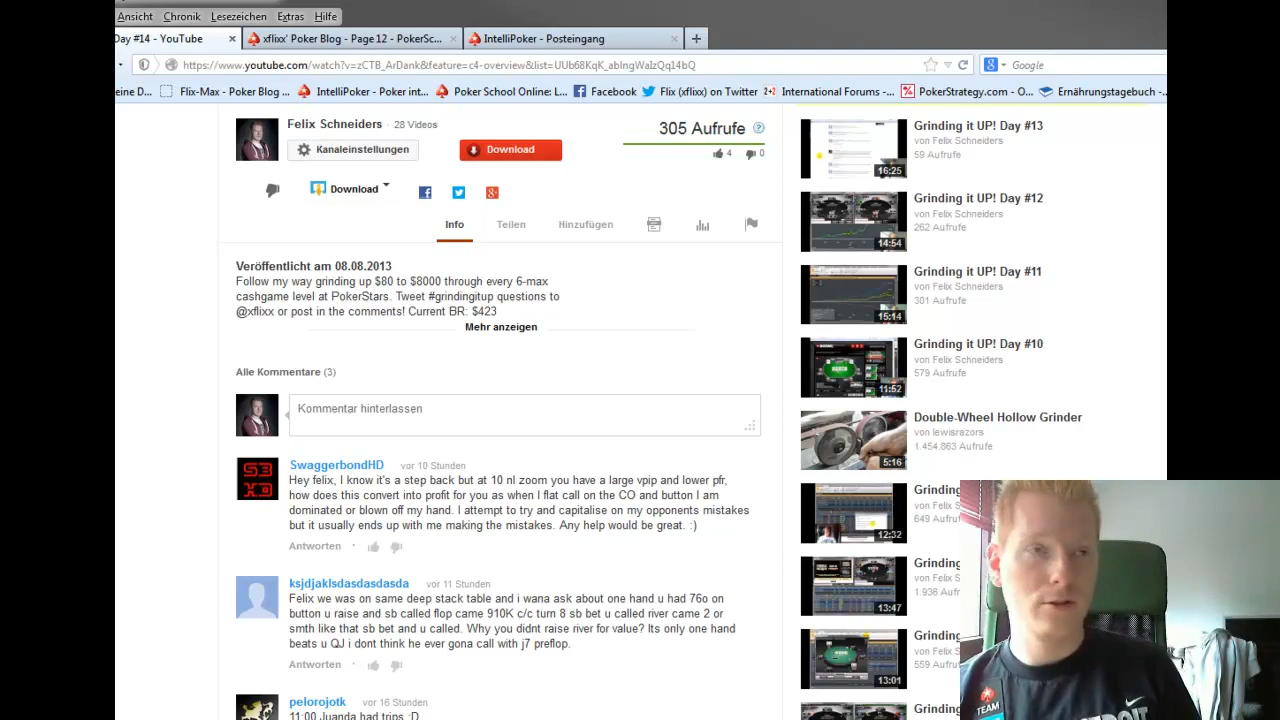 Ansicht Chronik Lesezeichen Extras Hilfe
Day #14 - YouTube
xflixx' Poker Blog - Page 12 - PokerSc...
IntelliPoker - Posteingang
https://www.youtube.com/watch?v=zCTB_ArDank&feature=c4-overview&list=UUb68KqK_abIngWaIzQq14bQ
Google
eine D...
Flix-Max - Poker Blog ...
IntelliPoker - Poker int...
Poker School Online: L...
Facebook
Flix (xflixx) on Twitter
2+2 International Forums - ...
PokerStrategy.com - O...
Ernährungstagebuch - ...
Felix Schneiders · 28 Videos
Kanaleinstellungen
Download
305 Aufrufe
4 0
Download
Info Teilen Hinzufügen
Veröffentlicht am 08.08.2013
Follow my way grinding up $80 to $8000 through every 6-max
cashgame level at PokerStars. Tweet #grindingitup questions to
@xflixx or post in the comments! Current BR: $423
Mehr anzeigen
Alle Kommentare (3)
Kommentar hinterlassen
SBXD
SwaggerbondHD vor 10 Stunden
Hey felix, I know it's a step back but at 10 nl zoom you have a large vpip and lower pfr,
how does this convert into profit for you as when I flat call on the CO and button I am
dominated or blown off my hand. I attempt to try and capitalise on my opponents mistakes
but it usually ends up with me making the mistakes. Any help would be great. :)
Antworten ·
ksjdjaklsdasdasdasda vor 11 Stunden
Felix we was on same deep stack table and i wanaed to ask on hand u had 76o on
button u raise and sb called flop came 910K c/c turn 8 sb bet u called river came 2 or
smth like that sb bet and u called. Why you didnt raise river for value? Its only one hand
beats u QJ i dont think he ever gona call with j7 preflop.
Antworten ·
pelorojotk vor 16 Stunden
11:00 Juanda had trips :D
Grinding it UP! Day #13
von Felix Schneiders
59 Aufrufe
16:25
Grinding it UP! Day #12
von Felix Schneiders
262 Aufrufe
14:54
Grinding it UP! Day #11
von Felix Schneiders
301 Aufrufe
15:14
Grinding it UP! Day #10
von Felix Schneiders
579 Aufrufe
11:52
Double-Wheel Hollow Grinder
von lewisrazors
1.454.863 Aufrufe
5:16
Grinding
von Felix S
649 Aufruf
12:32
Grinding
von Felix S
1.936 Aufr
13:47
Grinding
von Felix S
559 Aufruf
13:01
Grinding
TEAM